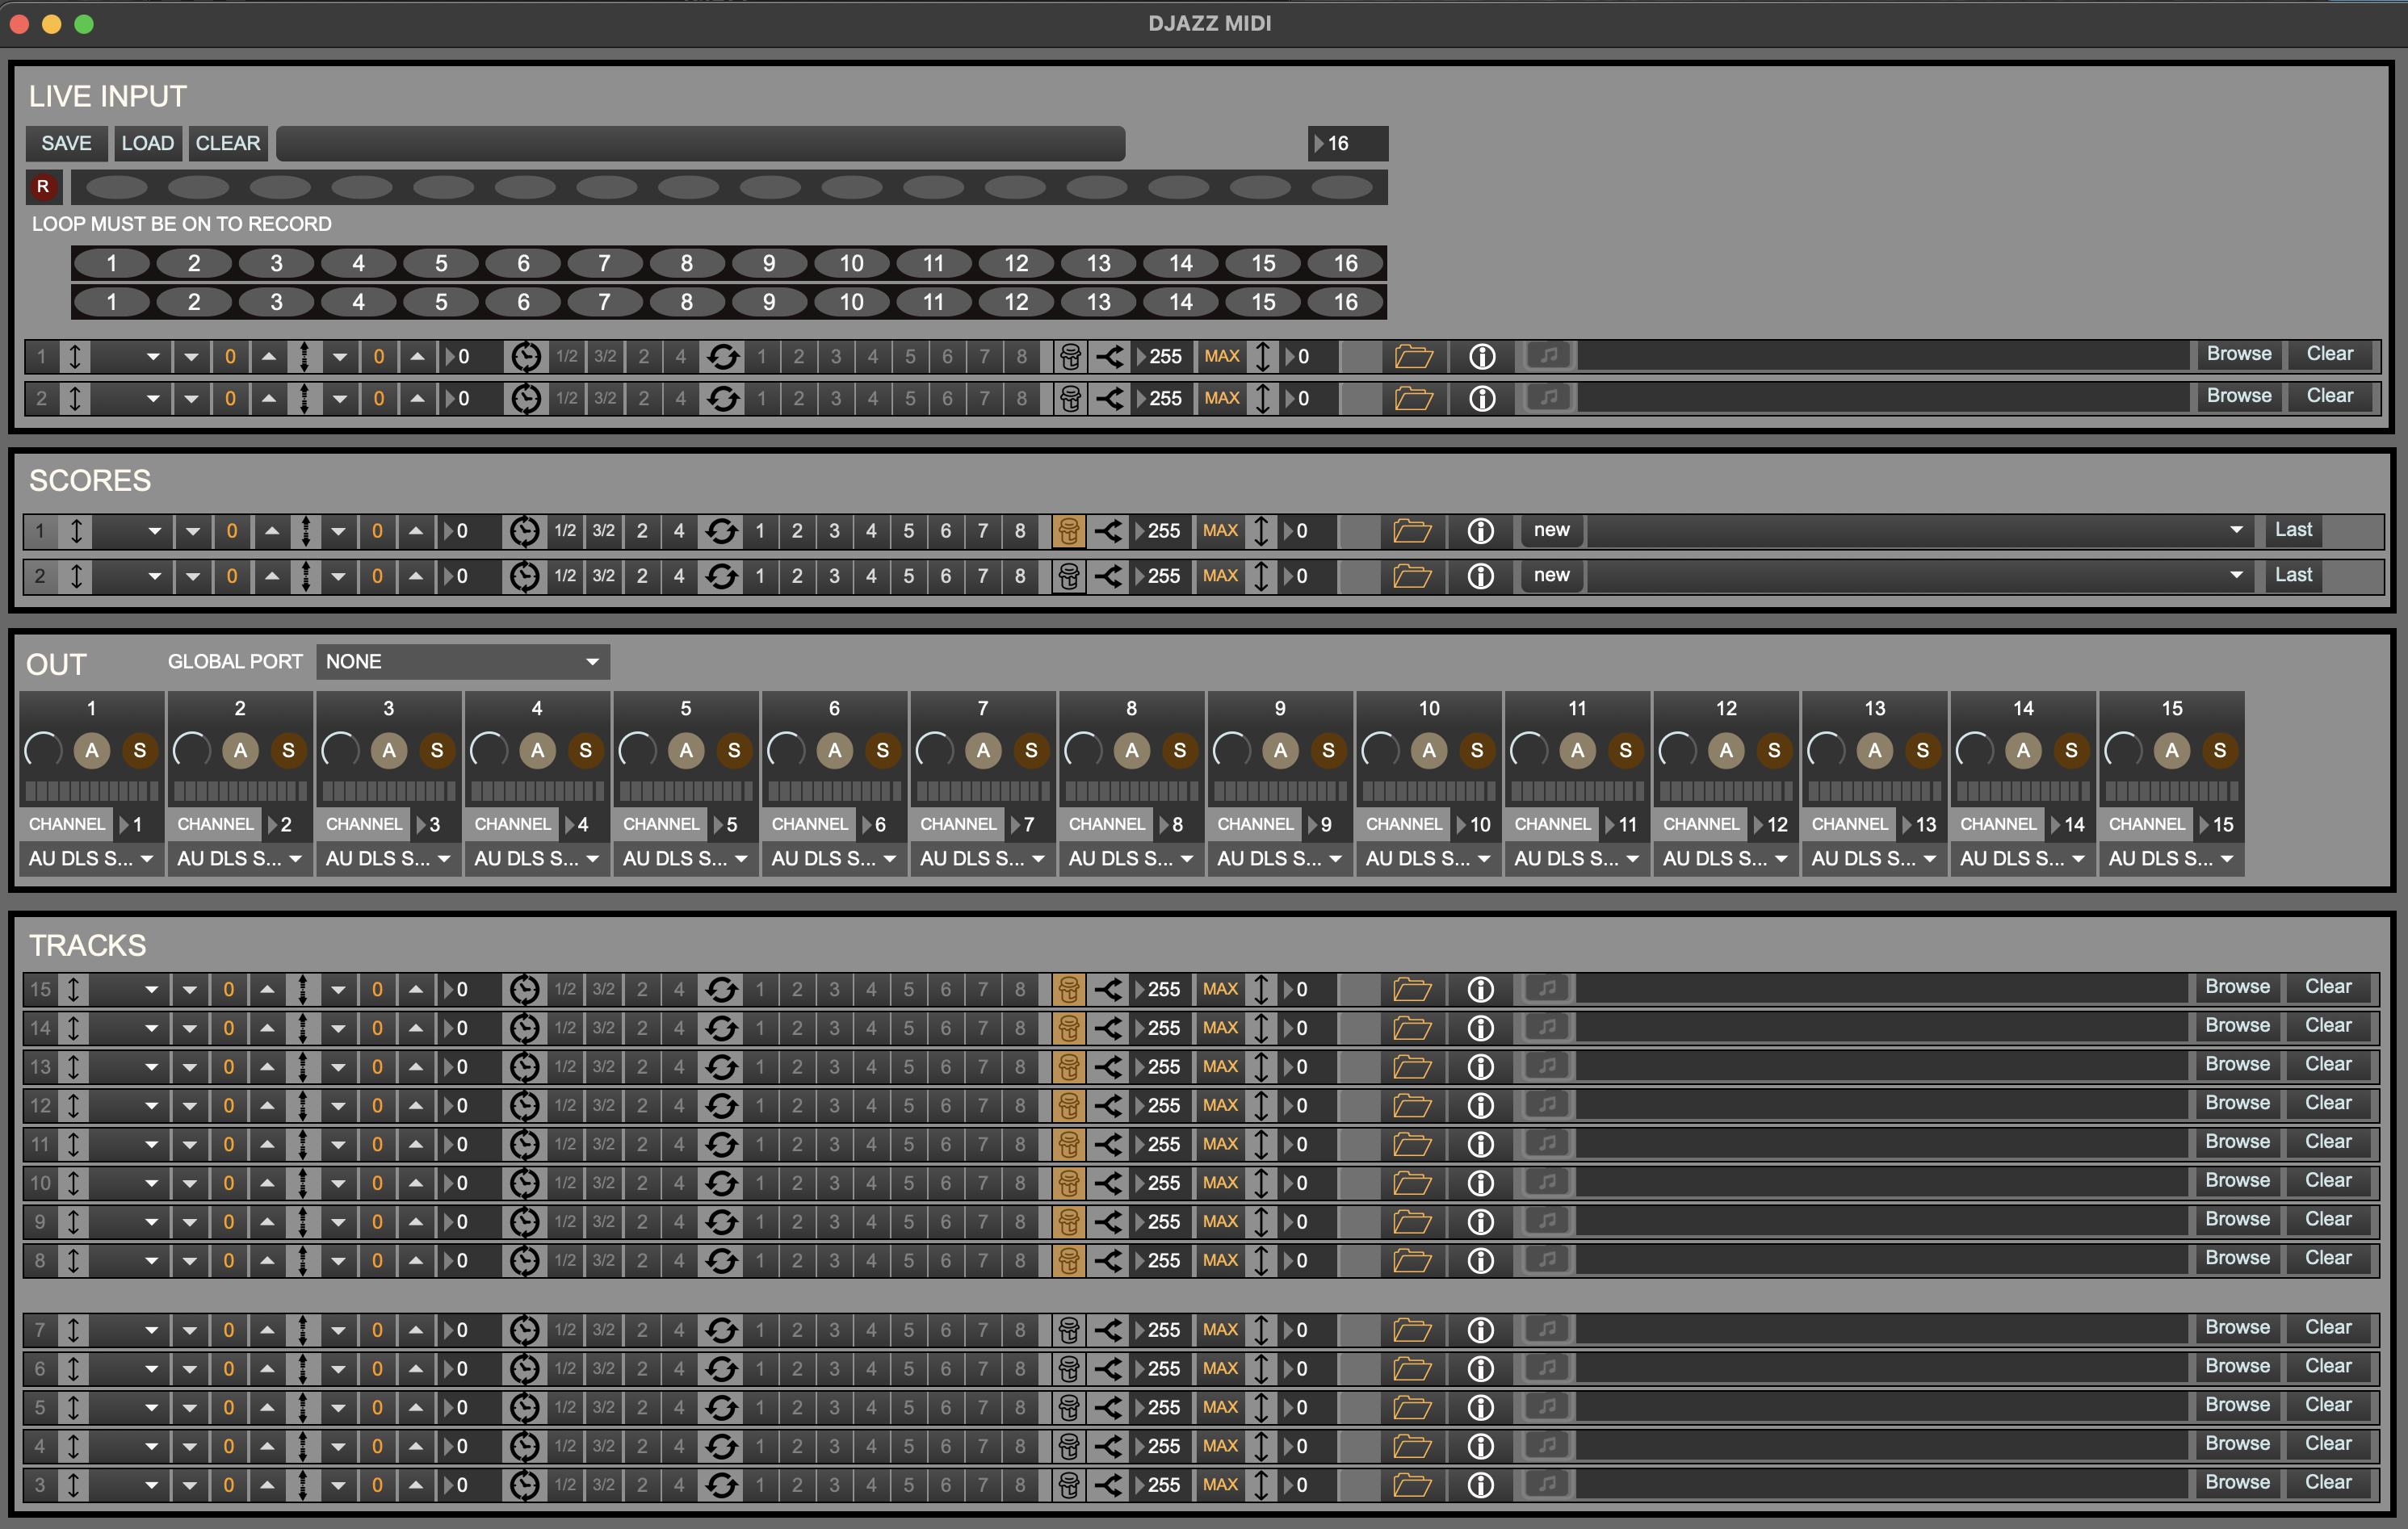 DJAZZ MIDI
LIVE INPUT
SAVE LOAD CLEAR 16
R
LOOP MUST BE ON TO RECORD
1 2 3 4 5 6 7 8 9 10 11 12 13 14 15 16
1 2 3 4 5 6 7 8 9 10 11 12 13 14 15 16
1 0 0 0 1/2 3/2 2 4 1 2 3 4 5 6 7 8 255 MAX 0 Browse Clear
2 0 0 0 1/2 3/2 2 4 1 2 3 4 5 6 7 8 255 MAX 0 Browse Clear
SCORES
1 0 0 0 1/2 3/2 2 4 1 2 3 4 5 6 7 8 255 MAX 0 new Last
2 0 0 0 1/2 3/2 2 4 1 2 3 4 5 6 7 8 255 MAX 0 new Last
OUT GLOBAL PORT NONE
1 2 3 4 5 6 7 8 9 10 11 12 13 14 15
A S A S A S A S A S A S A S A S A S A S A S A S A S A S A S
CHANNEL 1 CHANNEL 2 CHANNEL 3 CHANNEL 4 CHANNEL 5 CHANNEL 6 CHANNEL 7 CHANNEL 8 CHANNEL 9 CHANNEL 10 CHANNEL 11 CHANNEL 12 CHANNEL 13 CHANNEL 14 CHANNEL 15
AU DLS S... AU DLS S... AU DLS S... AU DLS S... AU DLS S... AU DLS S... AU DLS S... AU DLS S... AU DLS S... AU DLS S... AU DLS S... AU DLS S... AU DLS S... AU DLS S... AU DLS S...
TRACKS
15 0 0 0 1/2 3/2 2 4 1 2 3 4 5 6 7 8 255 MAX 0 Browse Clear
14 0 0 0 1/2 3/2 2 4 1 2 3 4 5 6 7 8 255 MAX 0 Browse Clear
13 0 0 0 1/2 3/2 2 4 1 2 3 4 5 6 7 8 255 MAX 0 Browse Clear
12 0 0 0 1/2 3/2 2 4 1 2 3 4 5 6 7 8 255 MAX 0 Browse Clear
11 0 0 0 1/2 3/2 2 4 1 2 3 4 5 6 7 8 255 MAX 0 Browse Clear
10 0 0 0 1/2 3/2 2 4 1 2 3 4 5 6 7 8 255 MAX 0 Browse Clear
9 0 0 0 1/2 3/2 2 4 1 2 3 4 5 6 7 8 255 MAX 0 Browse Clear
8 0 0 0 1/2 3/2 2 4 1 2 3 4 5 6 7 8 255 MAX 0 Browse Clear
7 0 0 0 1/2 3/2 2 4 1 2 3 4 5 6 7 8 255 MAX 0 Browse Clear
6 0 0 0 1/2 3/2 2 4 1 2 3 4 5 6 7 8 255 MAX 0 Browse Clear
5 0 0 0 1/2 3/2 2 4 1 2 3 4 5 6 7 8 255 MAX 0 Browse Clear
4 0 0 0 1/2 3/2 2 4 1 2 3 4 5 6 7 8 255 MAX 0 Browse Clear
3 0 0 0 1/2 3/2 2 4 1 2 3 4 5 6 7 8 255 MAX 0 Browse Clear